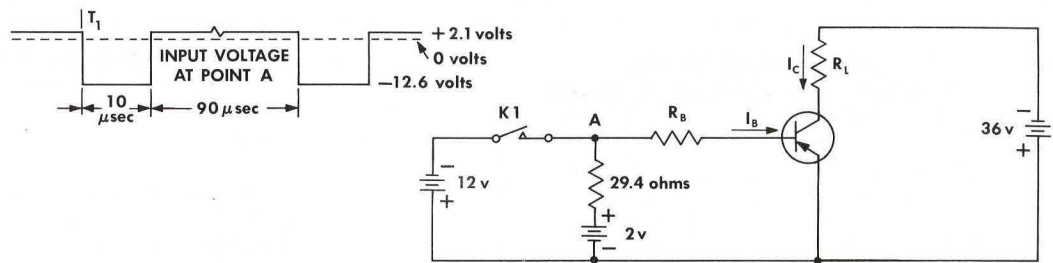 T1
+ 2.1 volts
INPUT VOLTAGE
AT POINT A
0 volts
−12.6 volts
10
μsec
90 μsec
K1
A
RB
IB
IC
RL
−
12 v
+
29.4 ohms
+
2 v
−
−
36 v
+